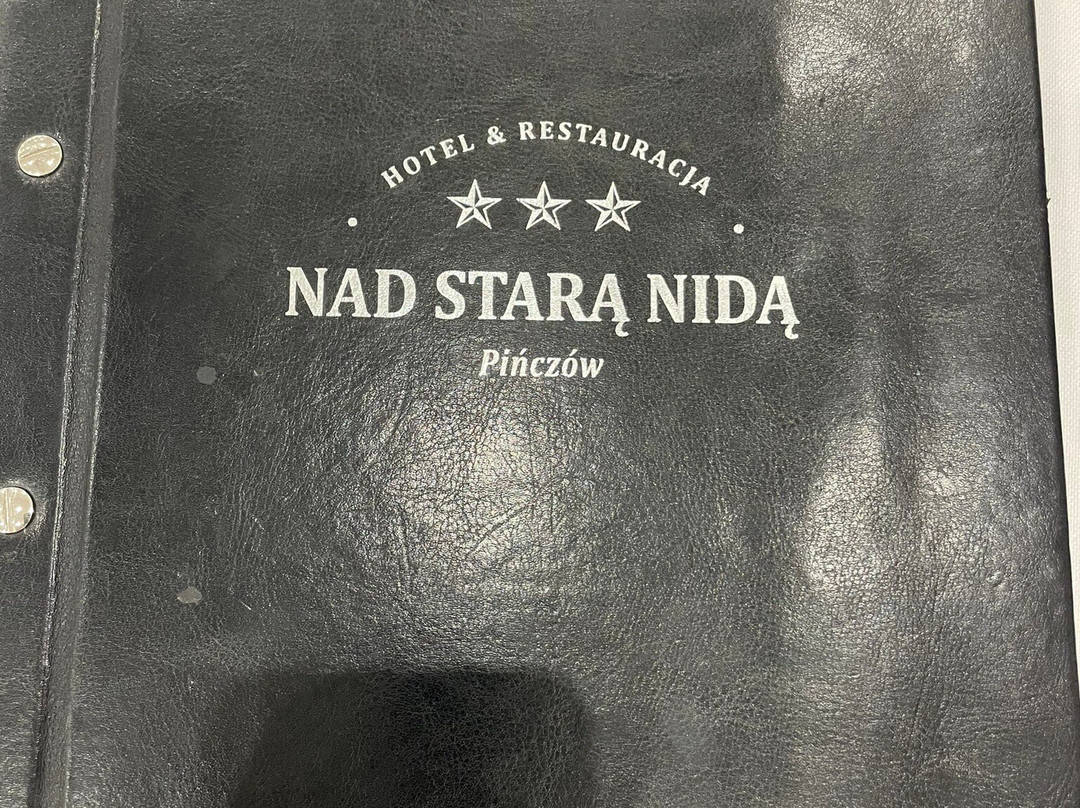 HOTEL & RESTAURACJA
NAD STARĄ NIDĄ
Pińczów